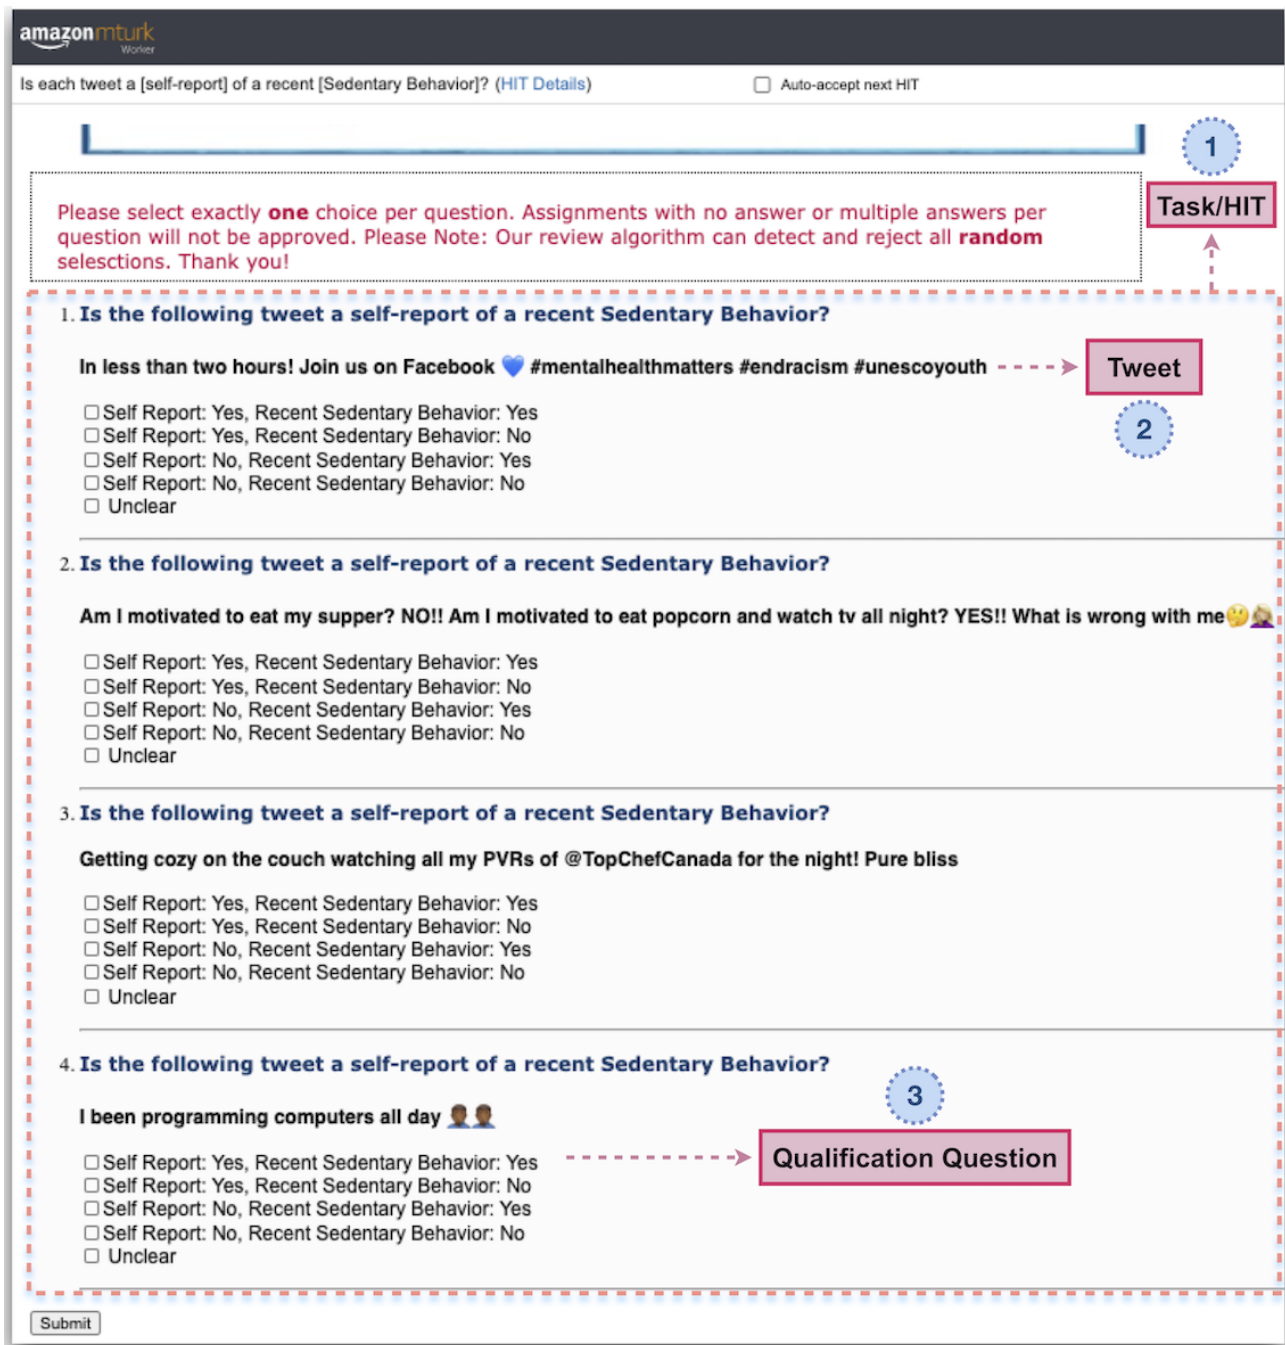 amazonmturk
Worker
Is each tweet a [self-report] of a recent [Sedentary Behavior]? (HIT Details)
Auto-accept next HIT
1
Task/HIT
Please select exactly one choice per question. Assignments with no answer or multiple answers per
question will not be approved. Please Note: Our review algorithm can detect and reject all random
selesctions. Thank you!
1. Is the following tweet a self-report of a recent Sedentary Behavior?
In less than two hours! Join us on Facebook 💙 #mentalhealthmatters #endracism #unescoyouth
Tweet
2
Self Report: Yes, Recent Sedentary Behavior: Yes
Self Report: Yes, Recent Sedentary Behavior: No
Self Report: No, Recent Sedentary Behavior: Yes
Self Report: No, Recent Sedentary Behavior: No
Unclear
2. Is the following tweet a self-report of a recent Sedentary Behavior?
Am I motivated to eat my supper? NO!! Am I motivated to eat popcorn and watch tv all night? YES!! What is wrong with me🤔🤦🏼‍♀️
Self Report: Yes, Recent Sedentary Behavior: Yes
Self Report: Yes, Recent Sedentary Behavior: No
Self Report: No, Recent Sedentary Behavior: Yes
Self Report: No, Recent Sedentary Behavior: No
Unclear
3. Is the following tweet a self-report of a recent Sedentary Behavior?
Getting cozy on the couch watching all my PVRs of @TopChefCanada for the night! Pure bliss
Self Report: Yes, Recent Sedentary Behavior: Yes
Self Report: Yes, Recent Sedentary Behavior: No
Self Report: No, Recent Sedentary Behavior: Yes
Self Report: No, Recent Sedentary Behavior: No
Unclear
4. Is the following tweet a self-report of a recent Sedentary Behavior?
I been programming computers all day 🤦🏾‍♂️🤦🏾‍♂️
3
Qualification Question
Self Report: Yes, Recent Sedentary Behavior: Yes
Self Report: Yes, Recent Sedentary Behavior: No
Self Report: No, Recent Sedentary Behavior: Yes
Self Report: No, Recent Sedentary Behavior: No
Unclear
Submit